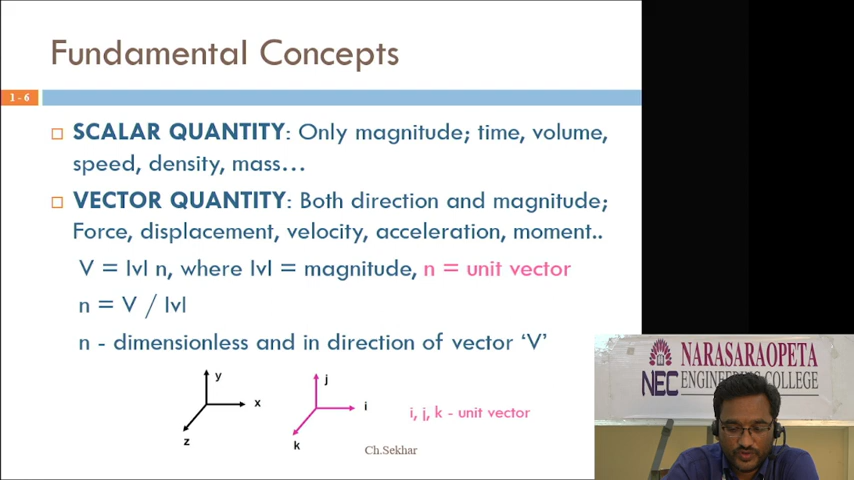 Fundamental Concepts
1 - 6
SCALAR QUANTITY: Only magnitude; time, volume,
speed, density, mass...
VECTOR QUANTITY: Both direction and magnitude;
Force, displacement, velocity, acceleration, moment..
V = lvl n, where lvl = magnitude, n = unit vector
n = V / lvl
n - dimensionless and in direction of vector ‘V’
y
x
z
j
i
k
i, j, k - unit vector
Ch.Sekhar
NARASARAOPETA
NEC ENGINEERING COLLEGE